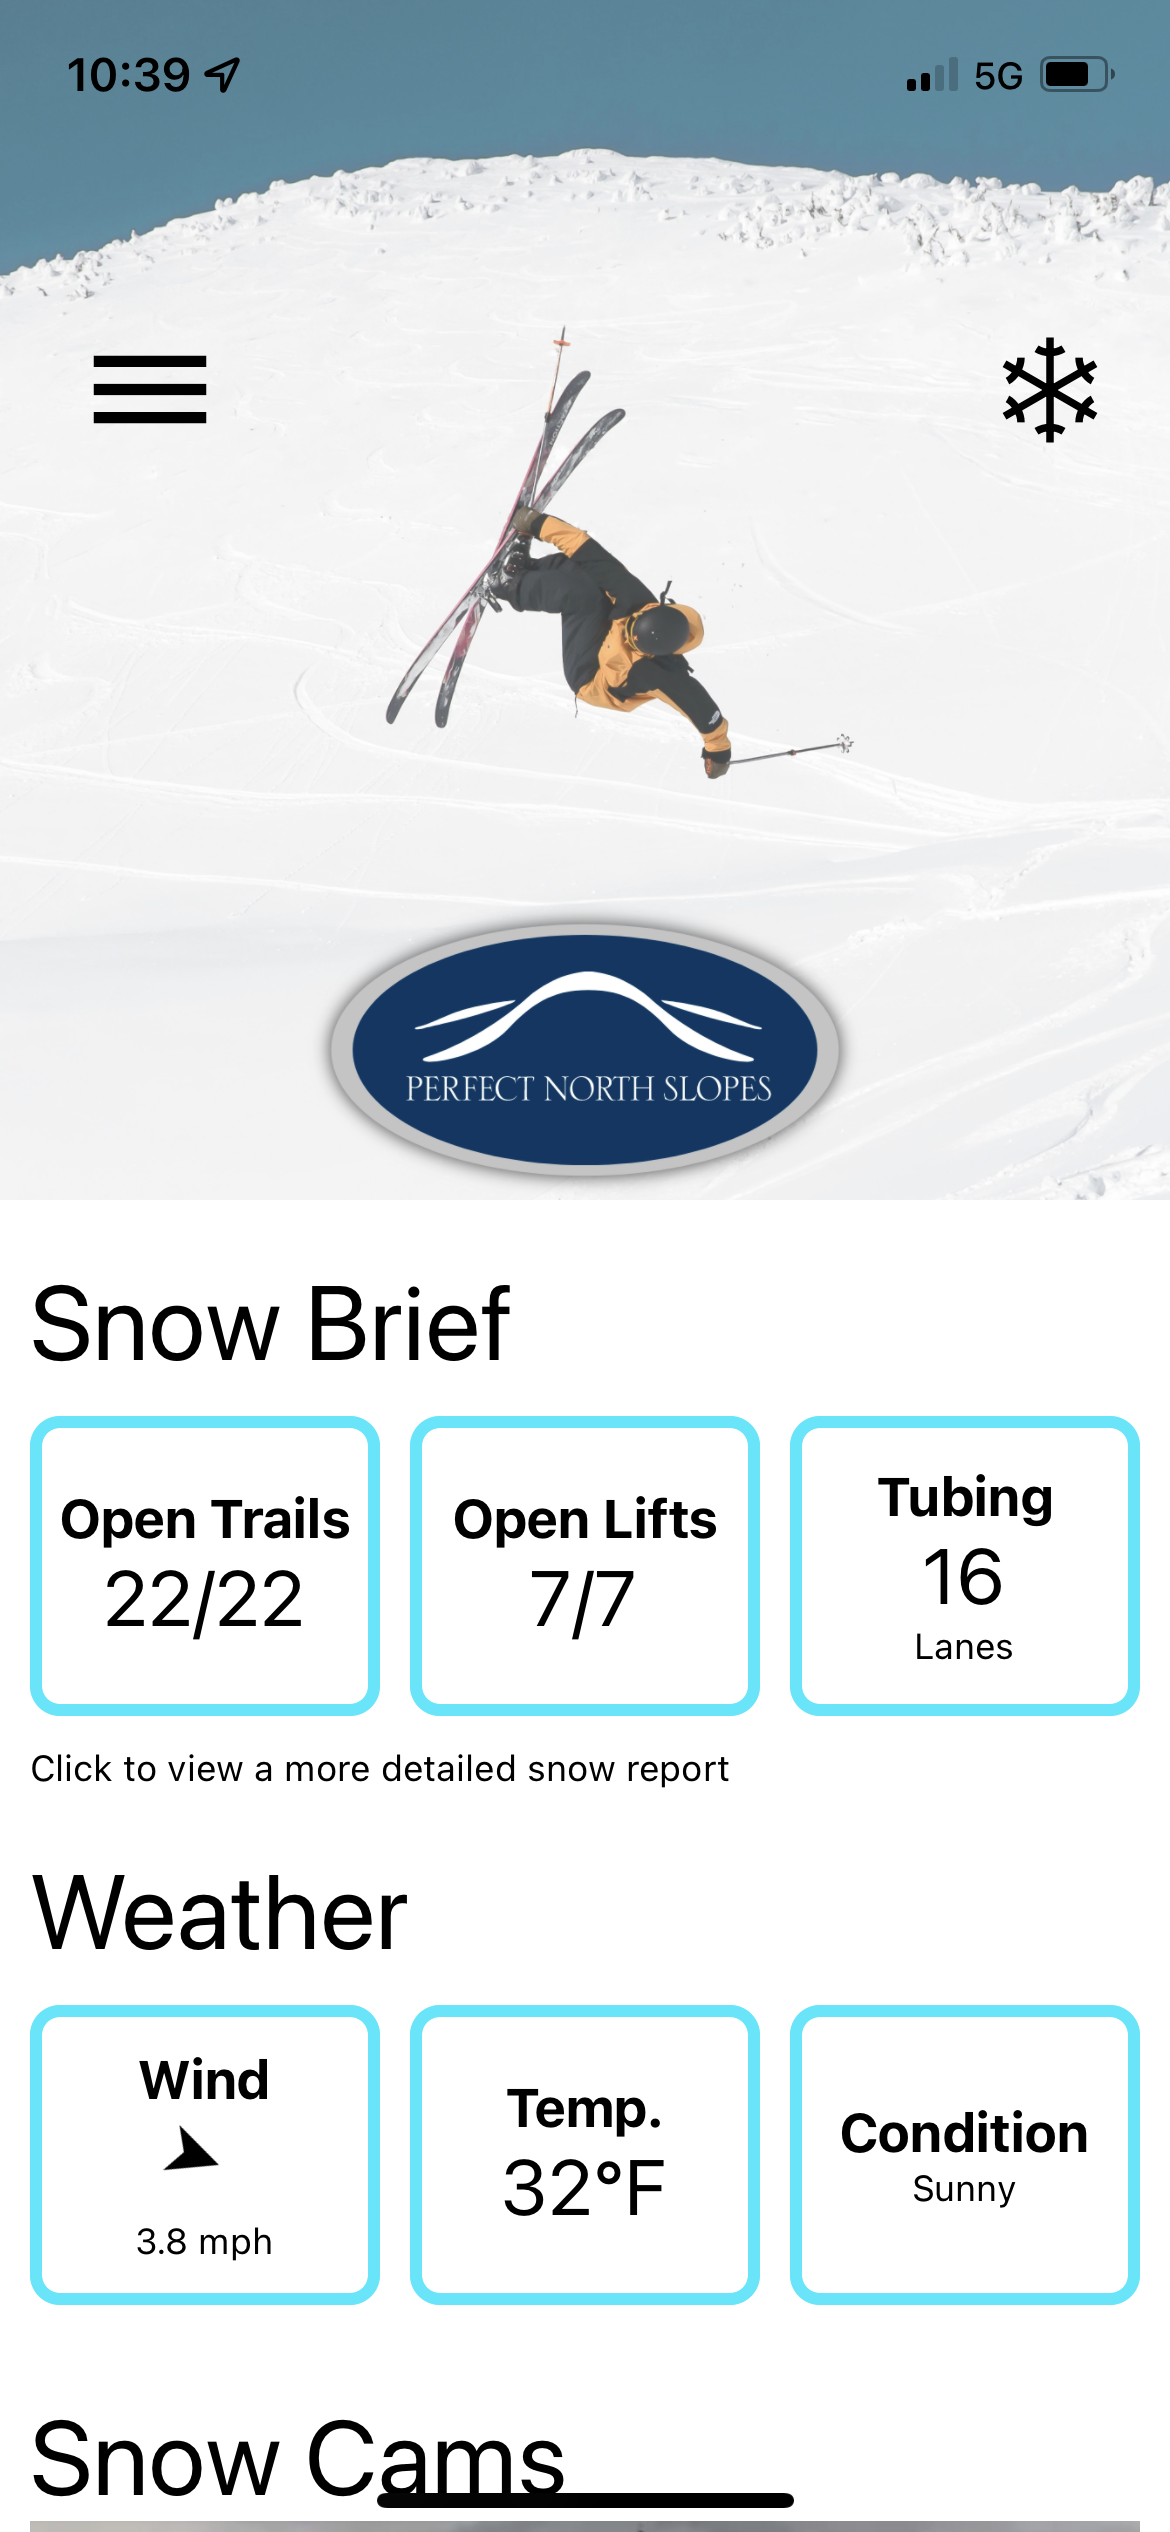 10:39
5G
PERFECT NORTH SLOPES
Snow Brief
Open Trails
22/22
Open Lifts
7/7
Tubing
16
Lanes
Click to view a more detailed snow report
Weather
Wind
3.8 mph
Temp.
32°F
Condition
Sunny
Snow Cams